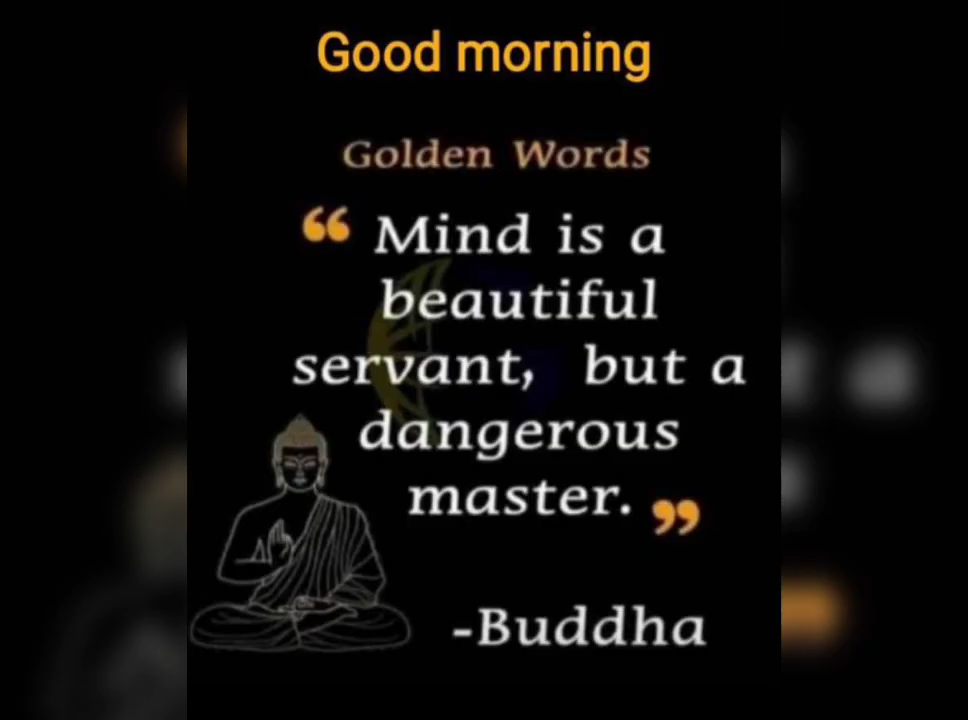 Good morning
Golden Words
“ Mind is a
beautiful
servant, but a
dangerous
master. ”
-Buddha